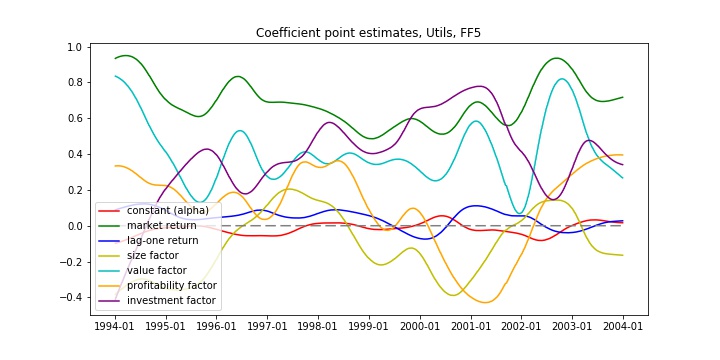 Coefficient point estimates, Utils, FF5
1.0
0.8
0.6
0.4
0.2
0.0
−0.2
−0.4
constant (alpha)
market return
lag-one return
size factor
value factor
profitability factor
investment factor
1994-01 1995-01 1996-01 1997-01 1998-01 1999-01 2000-01 2001-01 2002-01 2003-01 2004-01